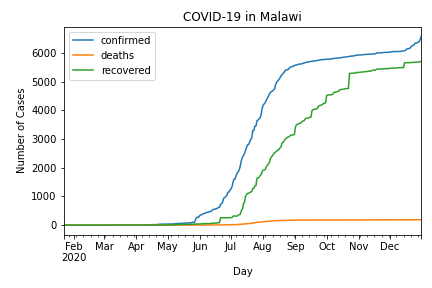 COVID-19 in Malawi
confirmed
deaths
recovered
Number of Cases
6000
5000
4000
3000
2000
1000
0
Feb Mar Apr May Jun Jul Aug Sep Oct Nov Dec
2020
Day